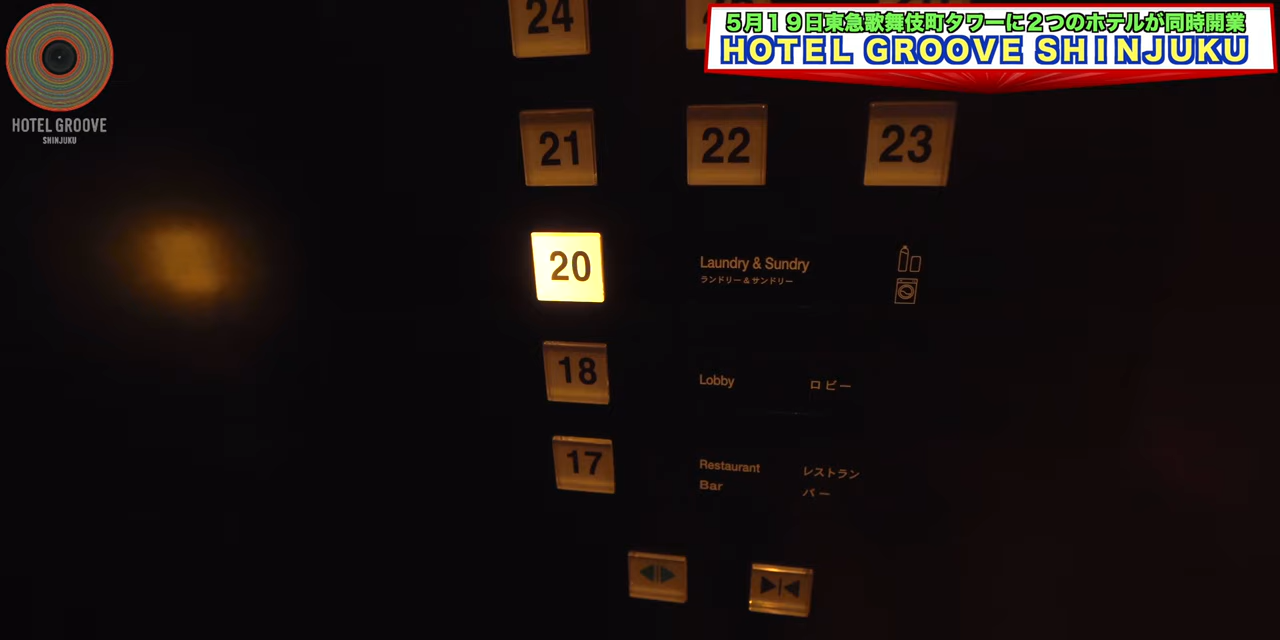 5月19日東急歌舞伎町タワーに2つのホテルが同時開業
HOTEL GROOVE SHINJUKU
HOTEL GROOVE
SHINJUKU
24
21 22 23
20 Laundry & Sundry
ランドリー&サンドリー
18 Lobby ロビー
17 Restaurant レストラン
Bar バー